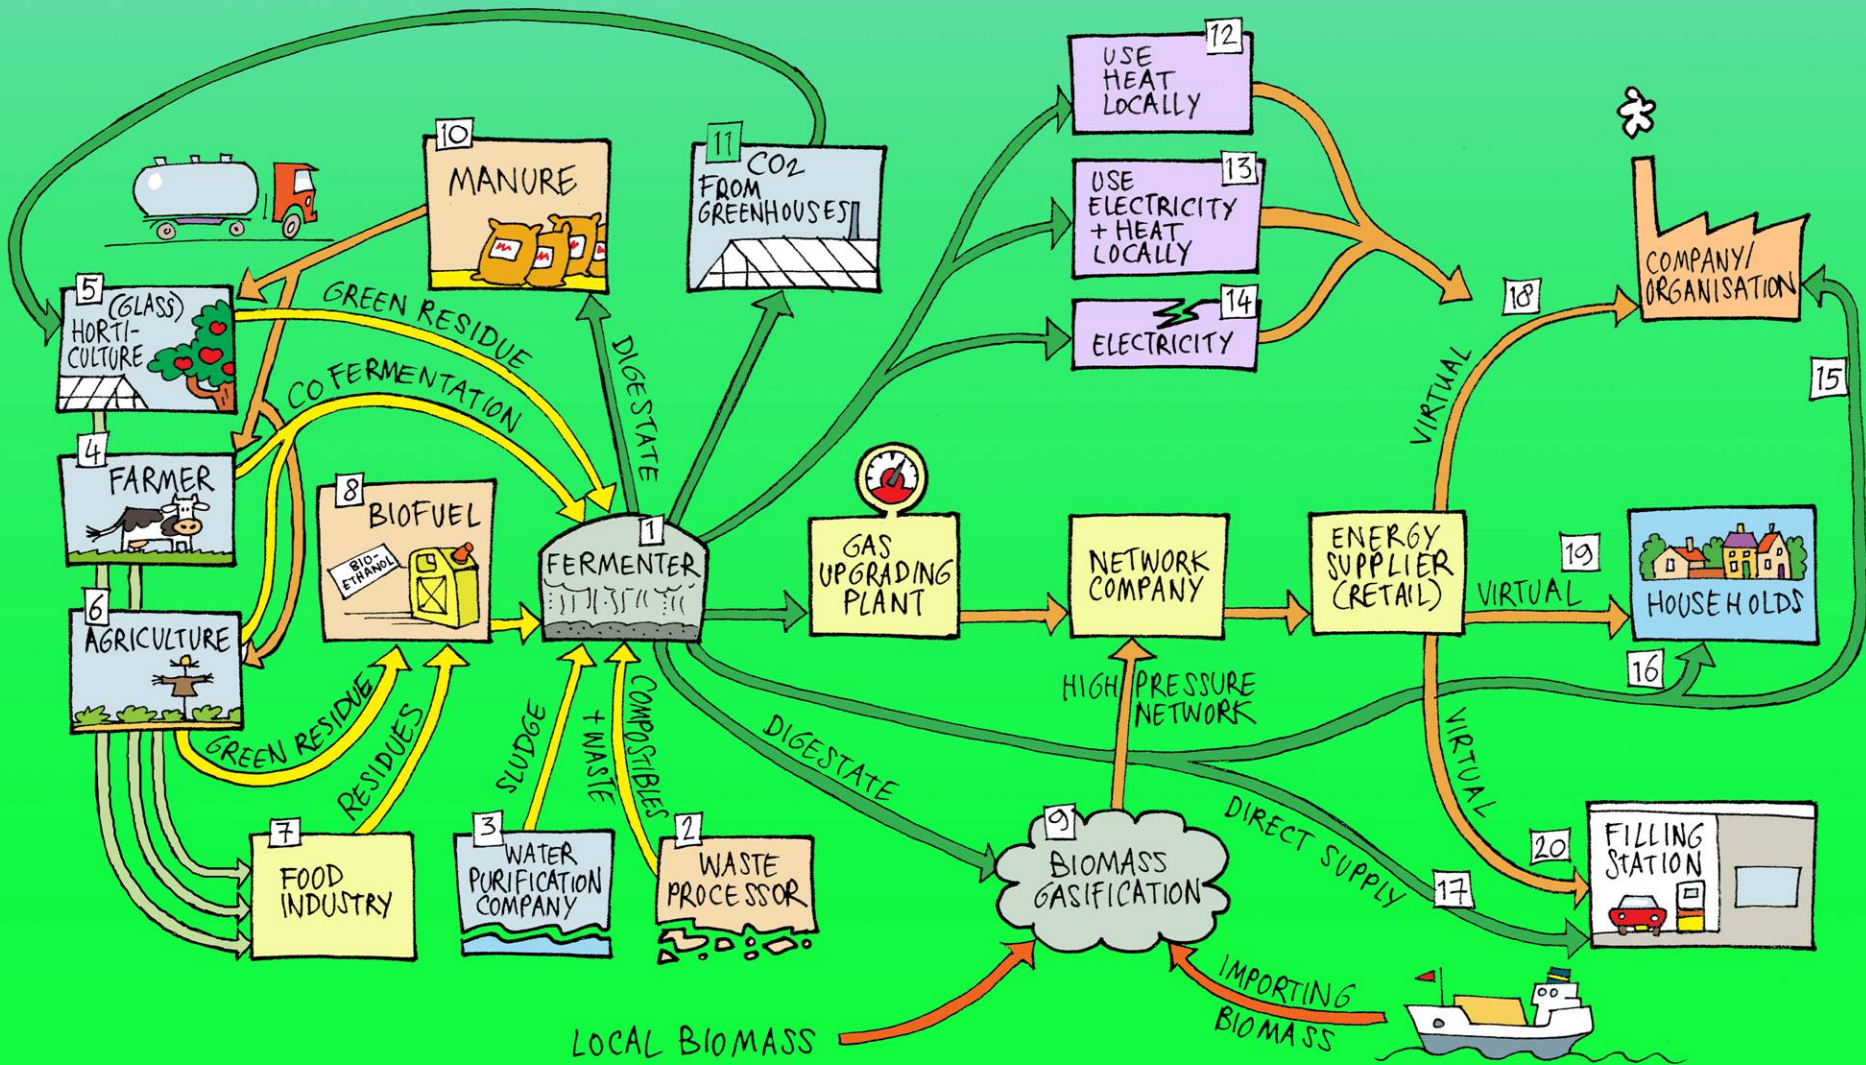 12
USE
HEAT
LOCALLY
10
MANURE
11
CO2
FROM
GREENHOUSES
13
USE
ELECTRICITY
+ HEAT
LOCALLY
14
ELECTRICITY
5
(GLASS)
HORTI-
CULTURE
GREEN RESIDUE
CO FERMENTATION
DIGESTATE
18
COMPANY/
ORGANISATION
15
VIRTUAL
4
FARMER
8
BIOFUEL
BIO-
ETHANOL
1
FERMENTER
GAS
UPGRADING
PLANT
NETWORK
COMPANY
ENERGY
SUPPLIER
(RETAIL)
VIRTUAL
19
HOUSEHOLDS
16
6
AGRICULTURE
GREEN RESIDUE
RESIDUES
SLUDGE
COMPOSTIBLES
+ WASTE
DIGESTATE
HIGH PRESSURE
NETWORK
VIRTUAL
7
FOOD
INDUSTRY
3
WATER
PURIFICATION
COMPANY
2
WASTE
PROCESSOR
9
BIOMASS
GASIFICATION
DIRECT SUPPLY
17
20
FILLING
STATION
LOCAL BIOMASS
IMPORTING
BIOMASS